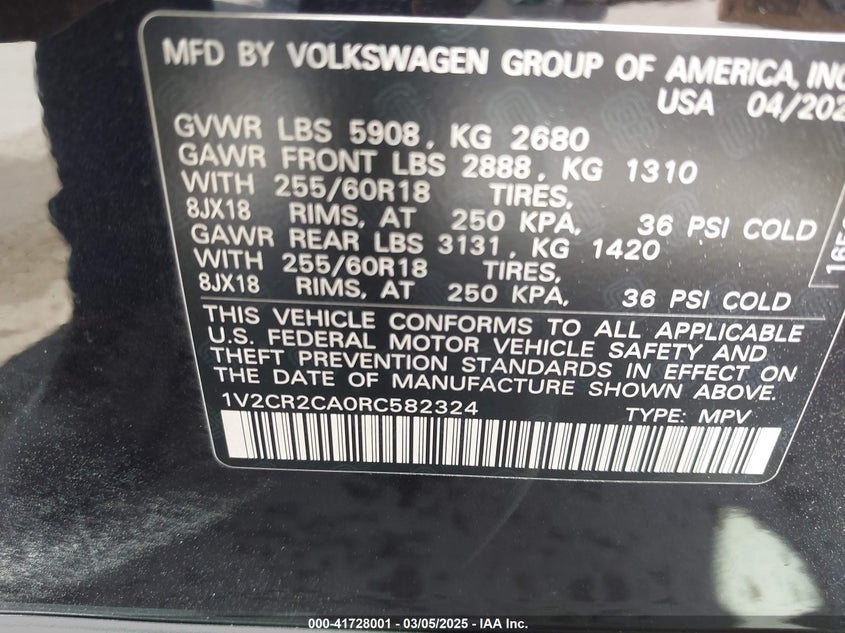 MFD BY VOLKSWAGEN GROUP OF AMERICA, INC
USA 04/202
GVWR LBS 5908, KG 2680
GAWR FRONT LBS 2888, KG 1310
WITH 255/60R18 TIRES,
8JX18 RIMS, AT 250 KPA, 36 PSI COLD
GAWR REAR LBS 3131, KG 1420
WITH 255/60R18 TIRES,
8JX18 RIMS, AT 250 KPA, 36 PSI COLD
THIS VEHICLE CONFORMS TO ALL APPLICABLE
U.S. FEDERAL MOTOR VEHICLE SAFETY AND
THEFT PREVENTION STANDARDS IN EFFECT ON
THE DATE OF MANUFACTURE SHOWN ABOVE.
1V2CR2CA0RC582324 TYPE: MPV
000-41728001 — 03/05/2025 - IAA Inc.